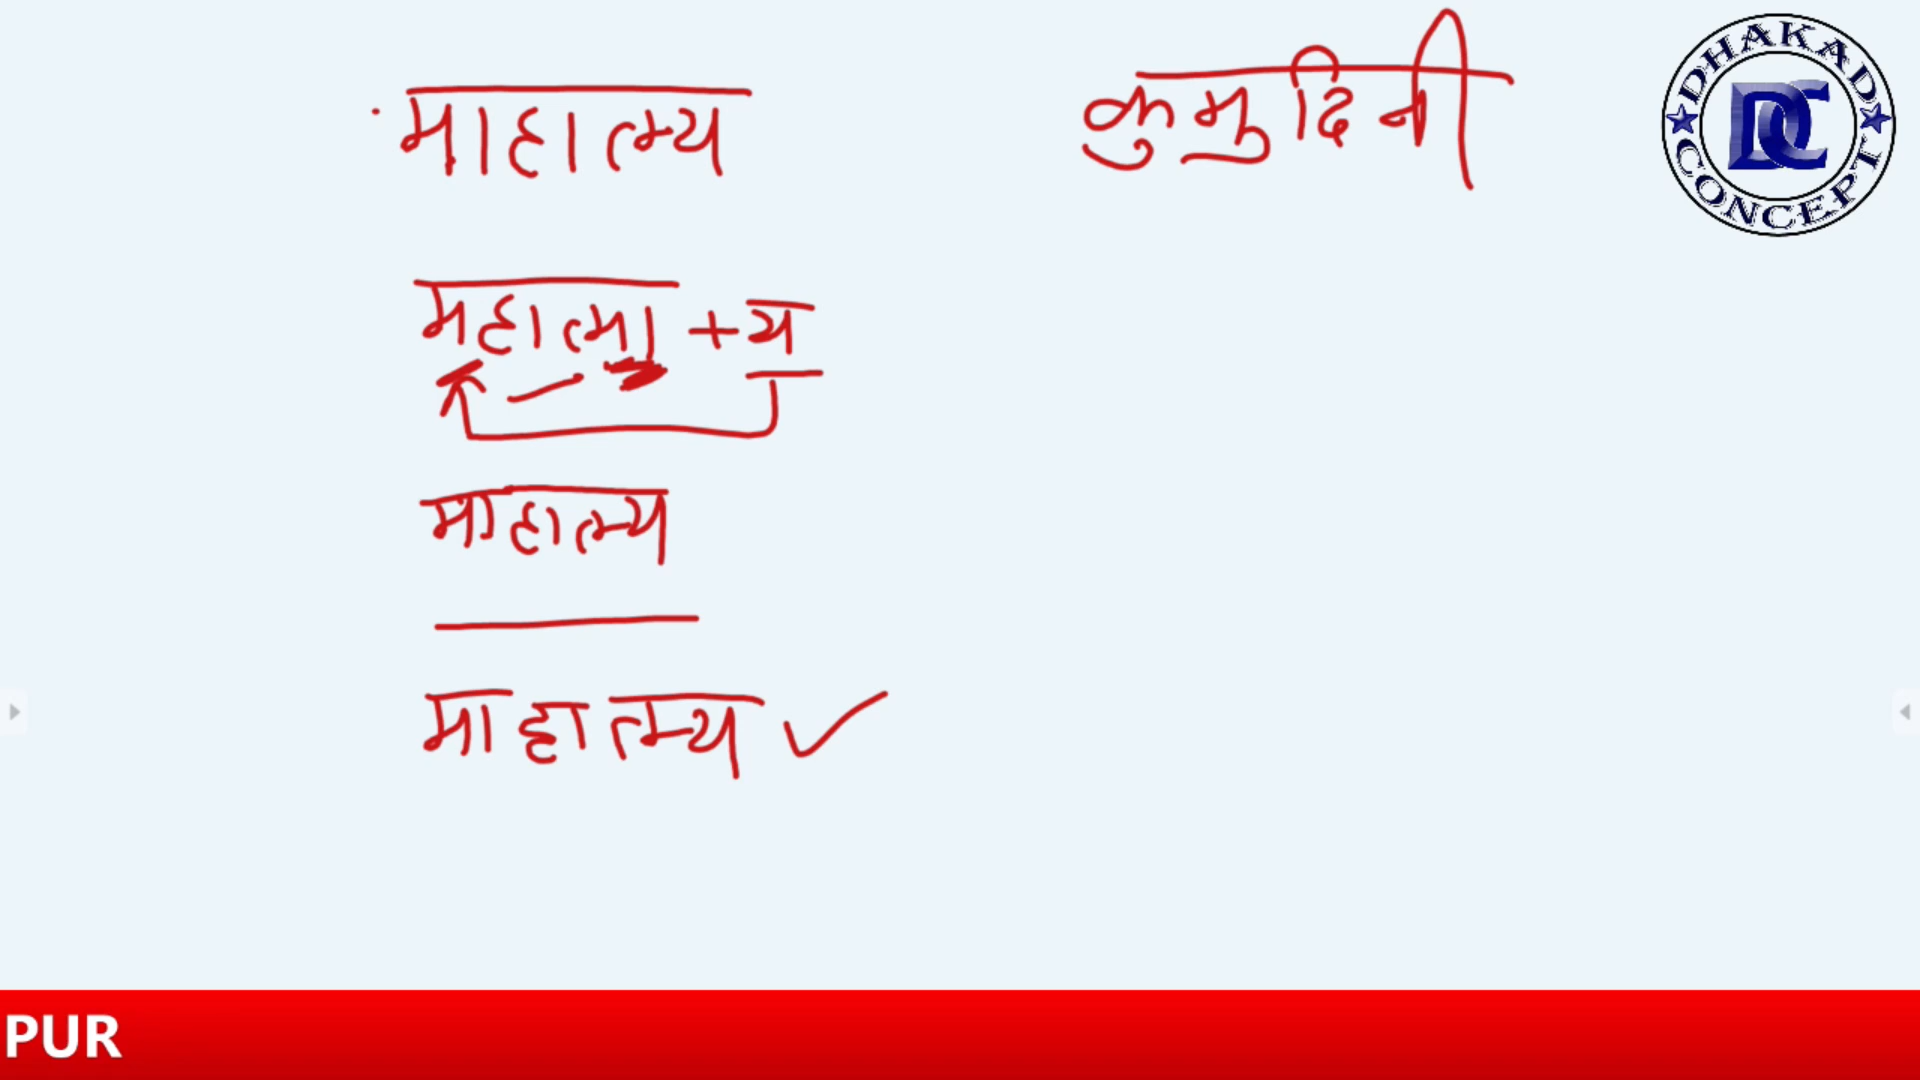 माहात्म्य
कुमुदिनी
DHAKAD CONCEPT
DC
महात्मा + य
माहात्म्य
माहात्म्य
PUR